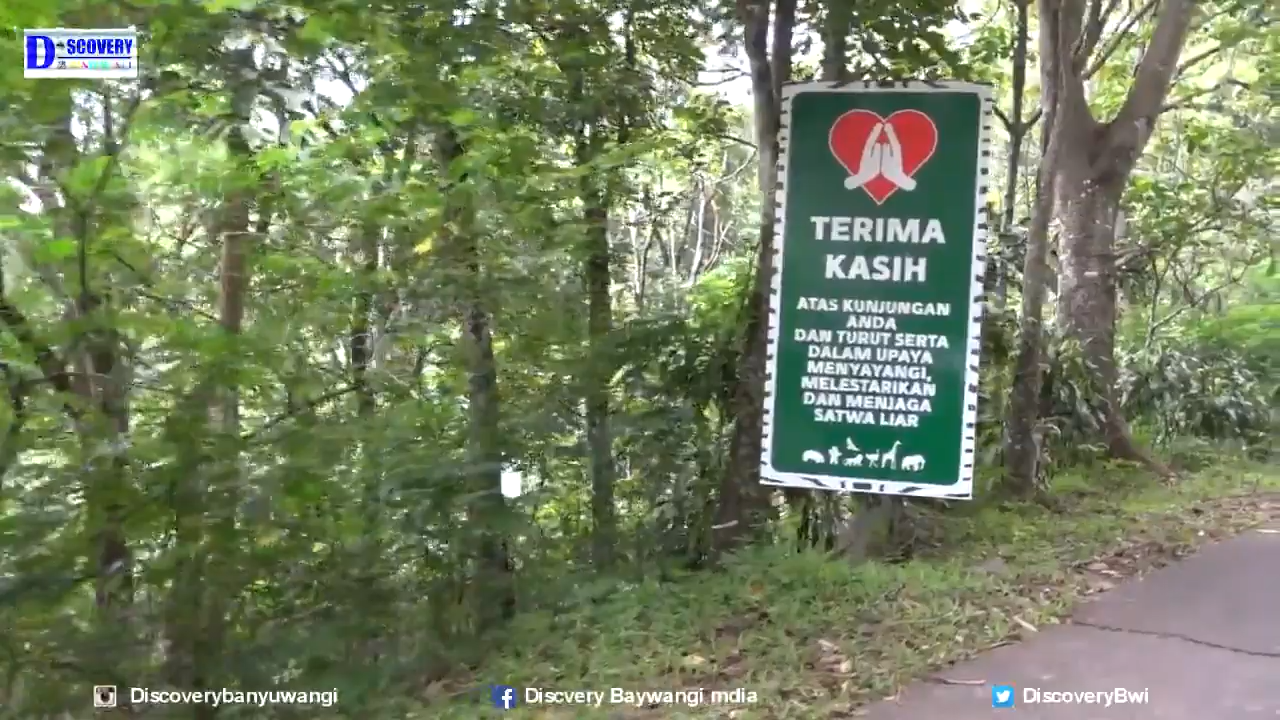 D SCOVERY
TERIMA
KASIH
ATAS KUNJUNGAN
ANDA
DAN TURUT SERTA
DALAM UPAYA
MENYAYANGI,
MELESTARIKAN
DAN MENJAGA
SATWA LIAR
Discoverybanyuwangi
Discvery Baywangi mdia
DiscoveryBwi